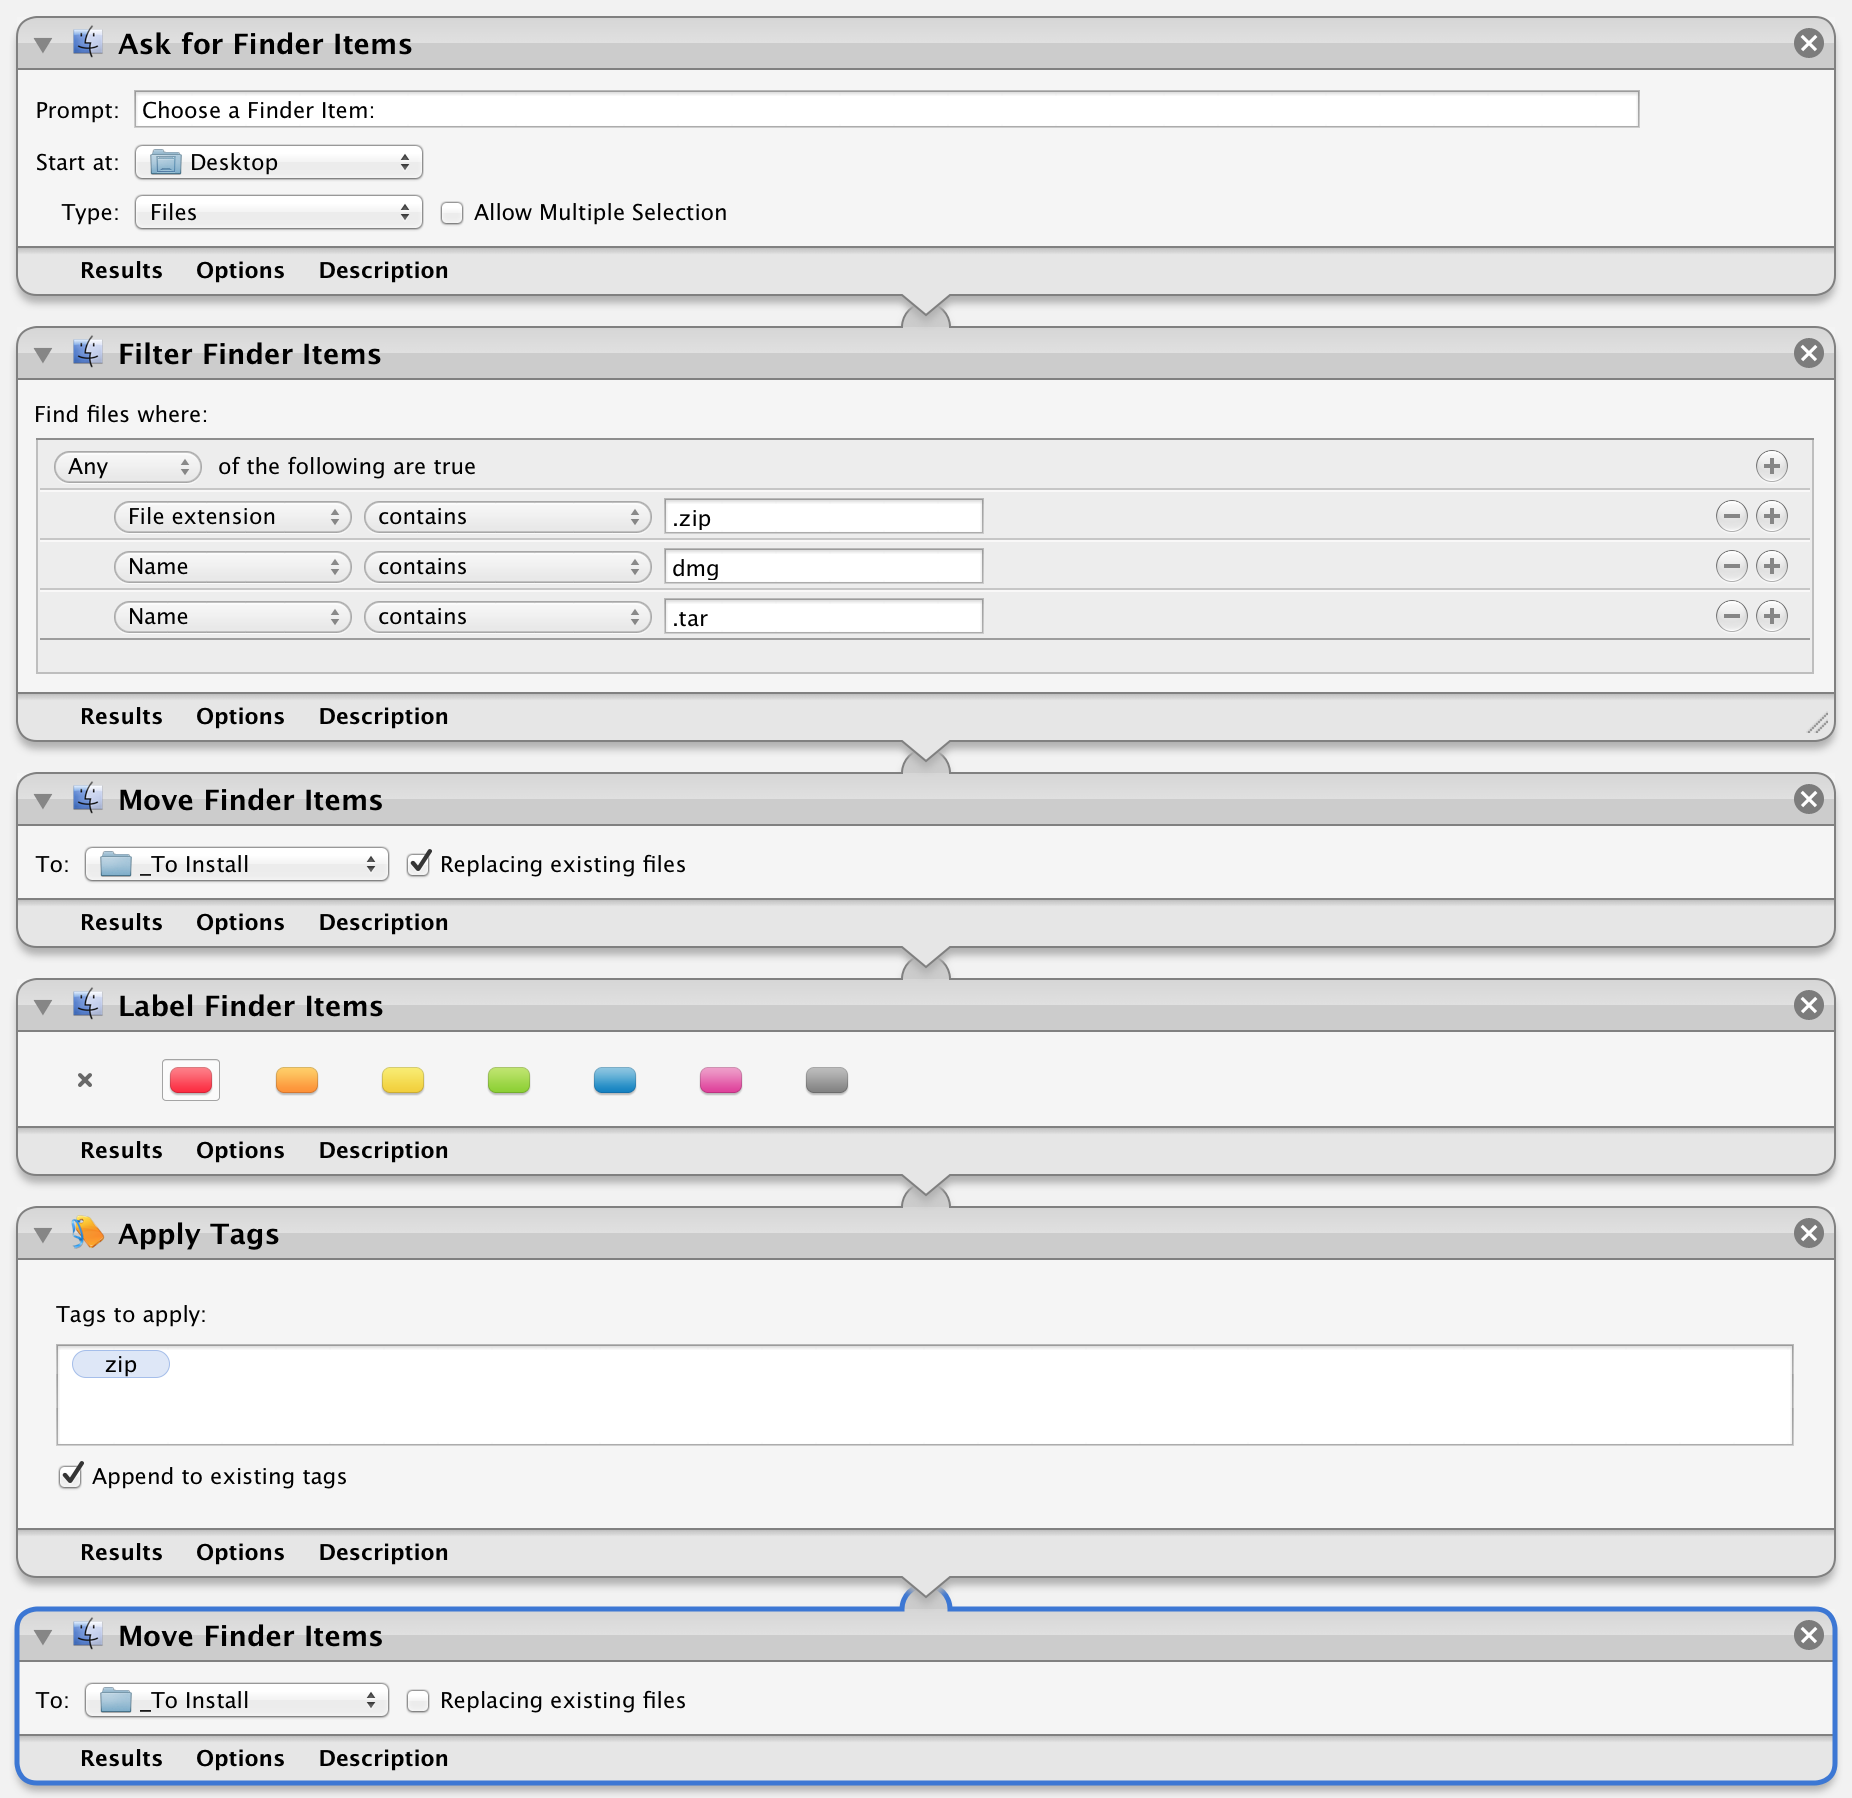 Ask for Finder Items
Prompt: Choose a Finder Item:
Start at: Desktop
Type: Files Allow Multiple Selection
Results Options Description
Filter Finder Items
Find files where:
Any of the following are true
File extension contains .zip
Name contains dmg
Name contains .tar
Results Options Description
Move Finder Items
To: _To Install Replacing existing files
Results Options Description
Label Finder Items
Results Options Description
Apply Tags
Tags to apply:
zip
Append to existing tags
Results Options Description
Move Finder Items
To: _To Install Replacing existing files
Results Options Description